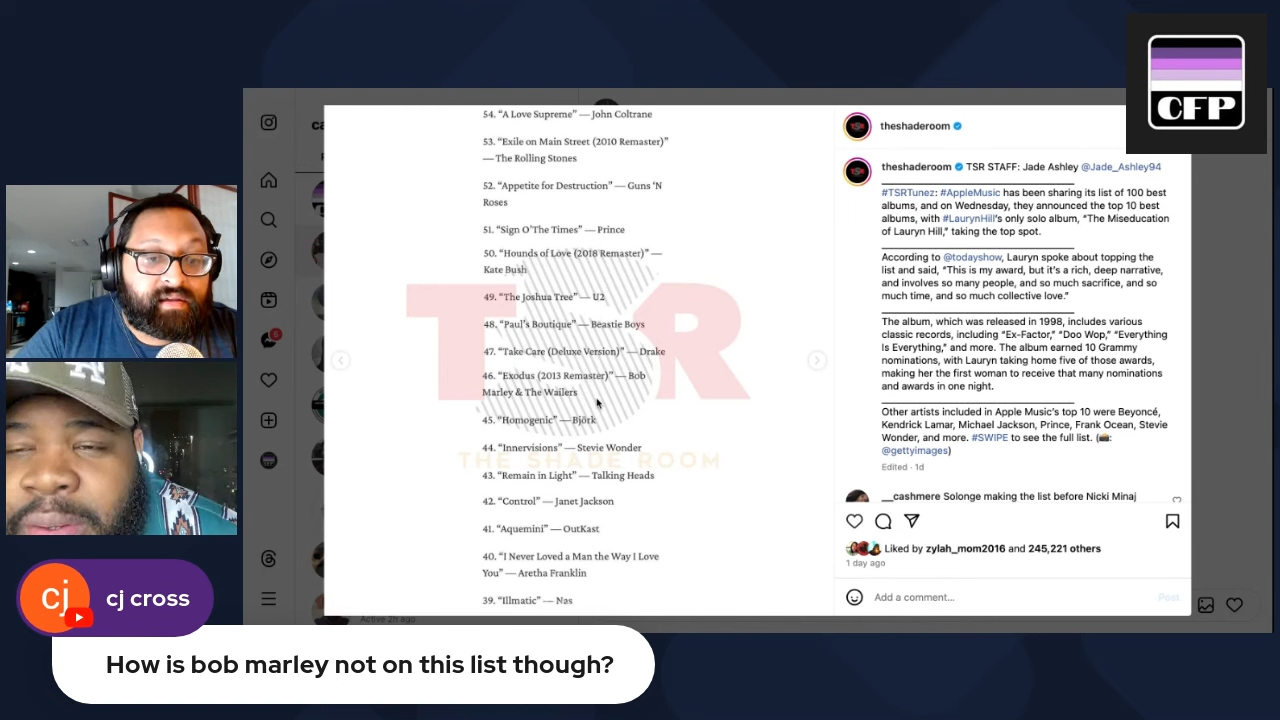 CFP
ca
54. “A Love Supreme” — John Coltrane
53. “Exile on Main Street (2010 Remaster)”
— The Rolling Stones
52. “Appetite for Destruction” — Guns ‘N
Roses
51. “Sign O’The Times” — Prince
50. “Hounds of Love (2018 Remaster)” —
Kate Bush
49. “The Joshua Tree” — U2
48. “Paul’s Boutique” — Beastie Boys
47. “Take Care (Deluxe Version)” — Drake
46. “Exodus (2013 Remaster)” — Bob
Marley & The Wailers
45. “Homogenic” — Björk
44. “Innervisions” — Stevie Wonder
43. “Remain in Light” — Talking Heads
42. “Control” — Janet Jackson
41. “Aquemini” — OutKast
40. “I Never Loved a Man the Way I Love
You” — Aretha Franklin
39. “Illmatic” — Nas
TSR
THE SHADE ROOM
theshaderoom
theshaderoom TSR STAFF: Jade Ashley @Jade_Ashley94
#TSRTunez: #AppleMusic has been sharing its list of 100 best
albums, and on Wednesday, they announced the top 10 best
albums, with #LaurynHill’s only solo album, “The Miseducation
of Lauryn Hill,” taking the top spot.
According to @todayshow, Lauryn spoke about topping the
list and said, “This is my award, but it’s a rich, deep narrative,
and involves so many people, and so much sacrifice, and so
much time, and so much collective love.”
The album, which was released in 1998, includes various
classic records, including “Ex-Factor,” “Doo Wop,” “Everything
is Everything,” and more. The album earned 10 Grammy
nominations, with Lauryn taking home five of those awards,
making her the first woman to receive that many nominations
and awards in one night.
Other artists included in Apple Music’s top 10 were Beyoncé,
Kendrick Lamar, Michael Jackson, Prince, Frank Ocean, Stevie
Wonder, and more. #SWIPE to see the full list. (📸:
@gettyimages)
Edited · 1d
__cashmere Solonge making the list before Nicki Minaj
Liked by zylah_mom2016 and 245,221 others
1 day ago
Add a comment...
Post
Active 2h ago
cj
cj cross
How is bob marley not on this list though?